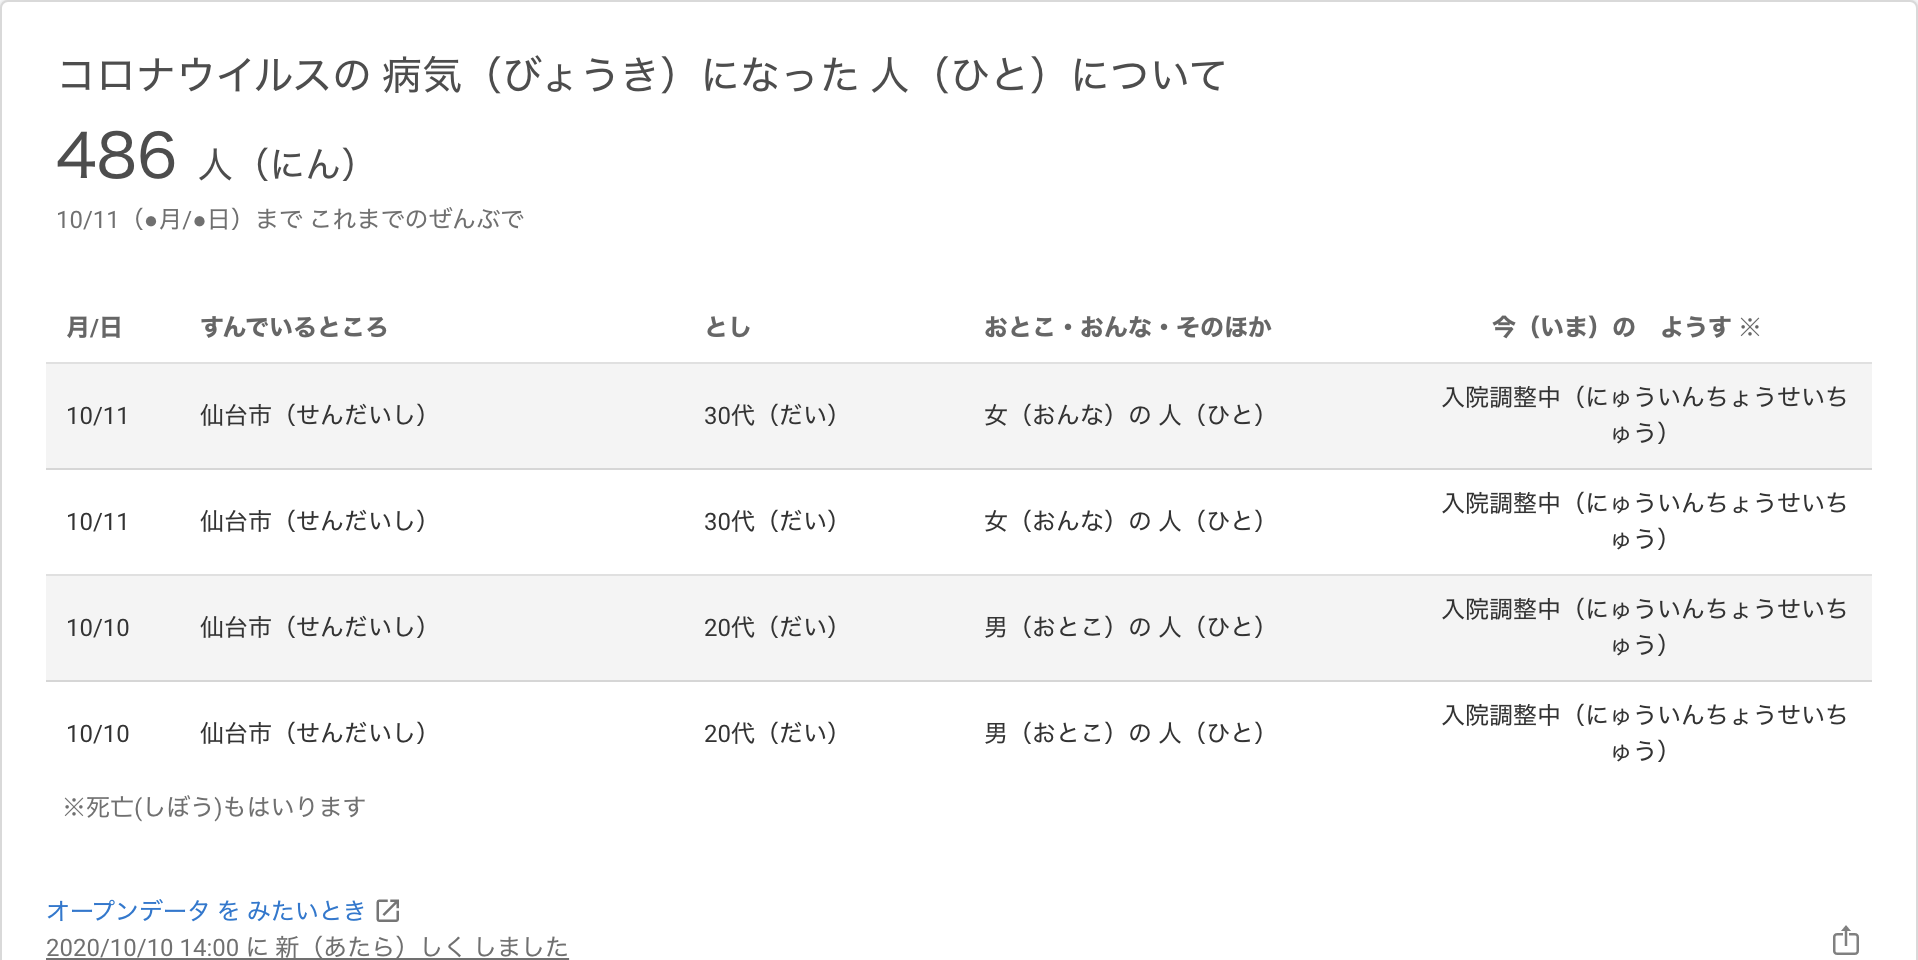 コロナウイルスの 病気（びょうき）になった 人（ひと）について
486 人（にん）
10/11（●月/●日）まで これまでのぜんぶで
月/日 すんでいるところ とし おとこ・おんな・そのほか 今（いま）の　ようす ※
10/11 仙台市（せんだいし） 30代（だい） 女（おんな）の 人（ひと） 入院調整中（にゅういんちょうせいち
ゅう）
10/11 仙台市（せんだいし） 30代（だい） 女（おんな）の 人（ひと） 入院調整中（にゅういんちょうせいち
ゅう）
10/10 仙台市（せんだいし） 20代（だい） 男（おとこ）の 人（ひと） 入院調整中（にゅういんちょうせいち
ゅう）
10/10 仙台市（せんだいし） 20代（だい） 男（おとこ）の 人（ひと） 入院調整中（にゅういんちょうせいち
ゅう）
※死亡(しぼう)もはいります
オープンデータ を みたいとき
2020/10/10 14:00 に 新（あたら）しく しました